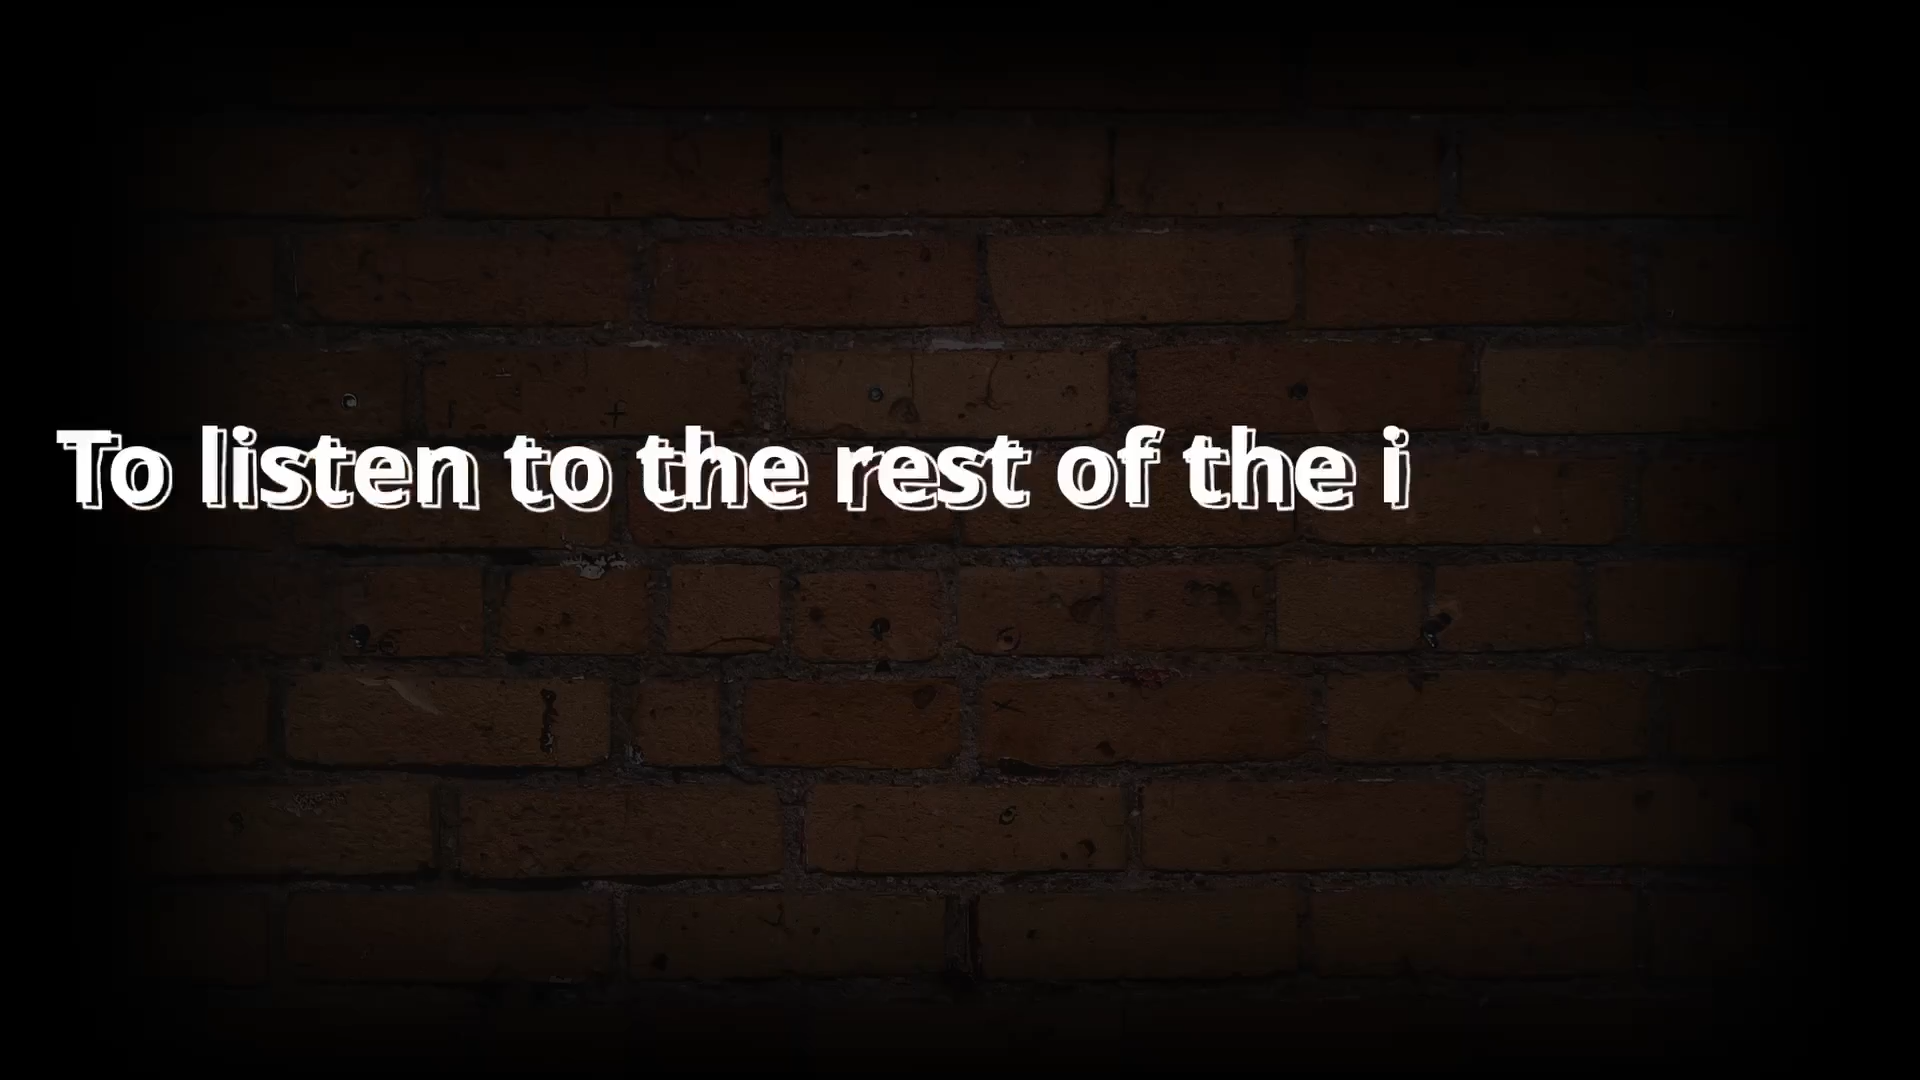 To listen to the rest of the i